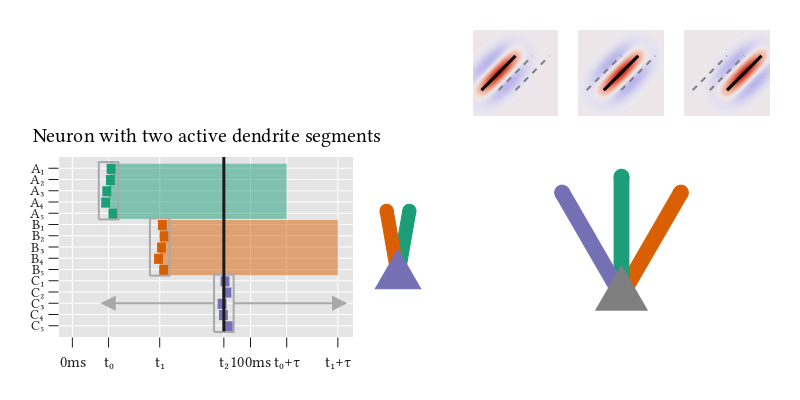 Neuron with two active dendrite segments
A₁
A₂
A₃
A₄
A₅
B₁
B₂
B₃
B₄
B₅
C₁
C₂
C₃
C₄
C₅
0ms t₀ t₁ t₂ 100ms t₀+τ t₁+τ